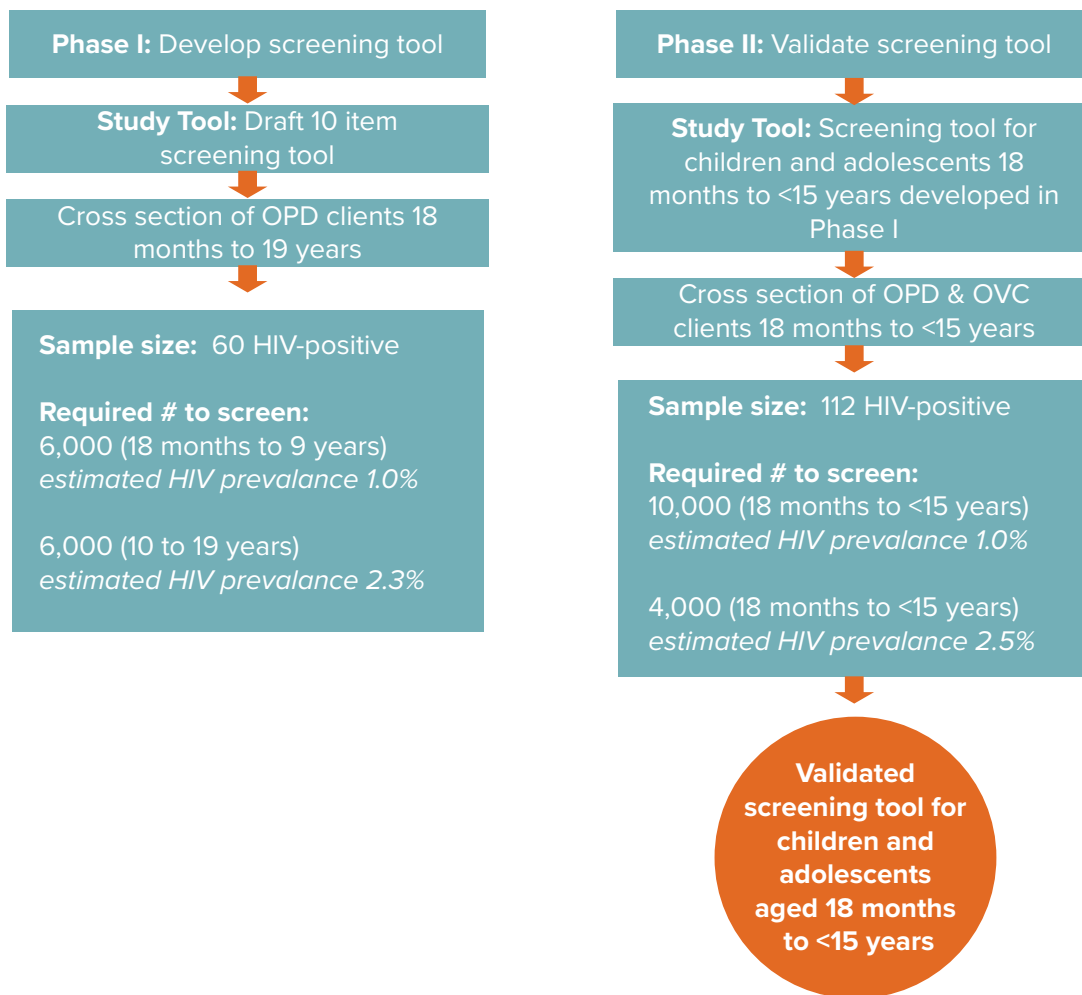 Phase I: Develop screening tool
Study Tool: Draft 10 item
screening tool
Cross section of OPD clients 18
months to 19 years
Sample size: 60 HIV-positive
Required # to screen:
6,000 (18 months to 9 years)
estimated HIV prevalance 1.0%
6,000 (10 to 19 years)
estimated HIV prevalance 2.3%
Phase II: Validate screening tool
Study Tool: Screening tool for
children and adolescents 18
months to <15 years developed in
Phase I
Cross section of OPD & OVC
clients 18 months to <15 years
Sample size: 112 HIV-positive
Required # to screen:
10,000 (18 months to <15 years)
estimated HIV prevalance 1.0%
4,000 (18 months to <15 years)
estimated HIV prevalance 2.5%
Validated
screening tool for
children and
adolescents
aged 18 months
to <15 years